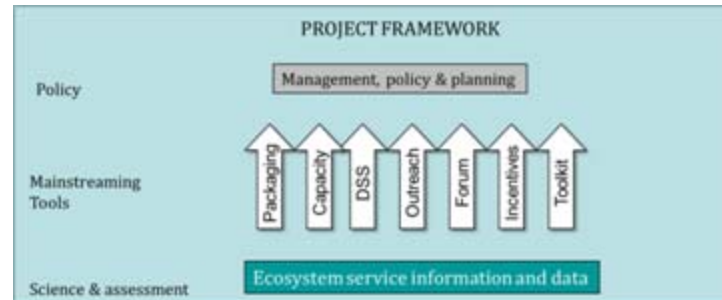 PROJECT FRAMEWORK
Policy
Management, policy & planning
Mainstreaming
Tools
Packaging
Capacity
DSS
Outreach
Forum
Incentives
Toolkit
Science & assessment
Ecosystem service information and data